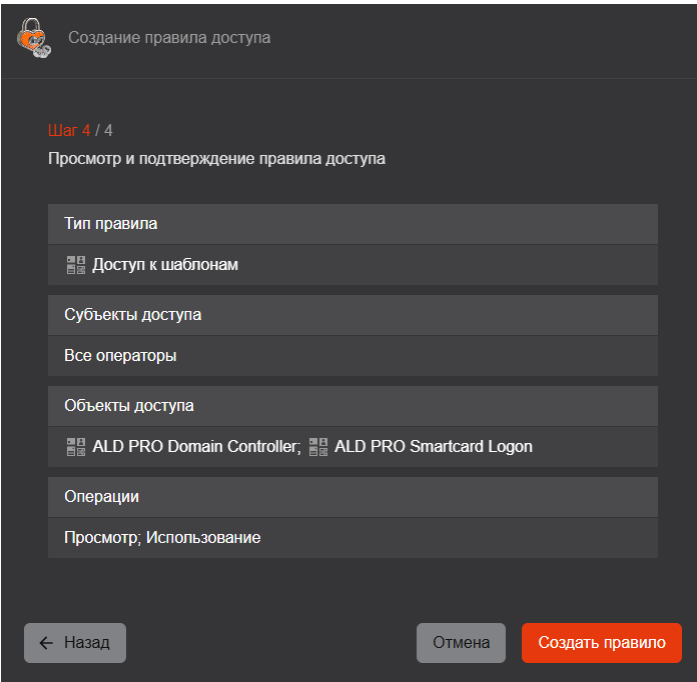 Создание правила доступа
Шаг 4 / 4
Просмотр и подтверждение правила доступа
Тип правила
Доступ к шаблонам
Субъекты доступа
Все операторы
Объекты доступа
ALD PRO Domain Controller; ALD PRO Smartcard Logon
Операции
Просмотр; Использование
← Назад
Отмена
Создать правило